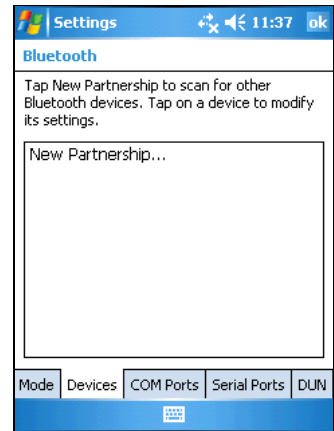 Settings 11:37 ok
Bluetooth
Tap New Partnership to scan for other
Bluetooth devices. Tap on a device to modify
its settings.
New Partnership...
Mode Devices COM Ports Serial Ports DUN